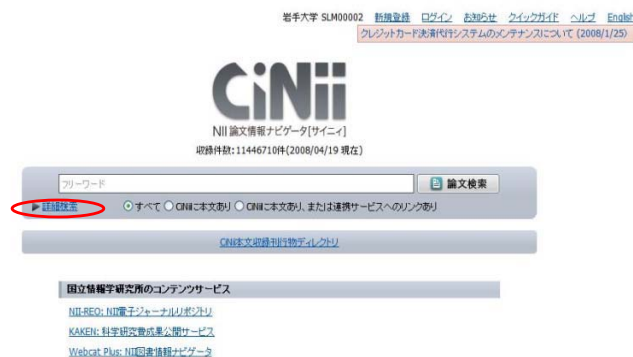 岩手大学 SLM00002 新規登録 ログイン お知らせ クイックガイド ヘルプ English
クレジットカード決済代行システムのメンテナンスについて (2008/1/25)
CiNii
NII 論文情報ナビゲータ[サイニィ]
収録件数:11446710件(2008/04/19 現在)
フリーワード 論文検索
▶詳細検索 すべて CiNiiに本文あり CiNiiに本文あり、または連携サービスへのリンクあり
CiNii本文収録刊行物ディレクトリ
国立情報学研究所のコンテンツサービス
NII-REO: NII電子ジャーナルリポジトリ
KAKEN: 科学研究費成果公開サービス
Webcat Plus: NII図書情報ナビゲータ